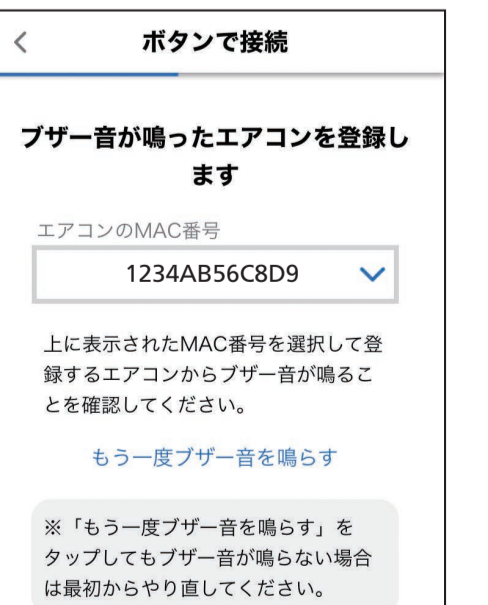 ボタンで接続
ブザー音が鳴ったエアコンを登録し
ます
エアコンのMAC番号
1234AB56C8D9
上に表示されたMAC番号を選択して登
録するエアコンからブザー音が鳴るこ
とを確認してください。
もう一度ブザー音を鳴らす
※「もう一度ブザー音を鳴らす」を
タップしてもブザー音が鳴らない場合
は最初からやり直してください。